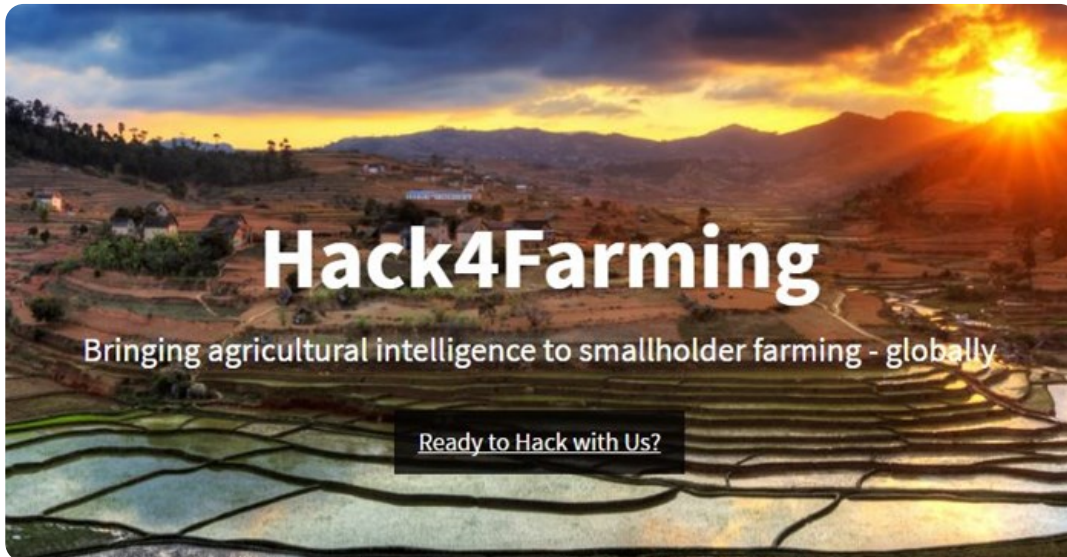 Hack4Farming
Bringing agricultural intelligence to smallholder farming - globally
Ready to Hack with Us?